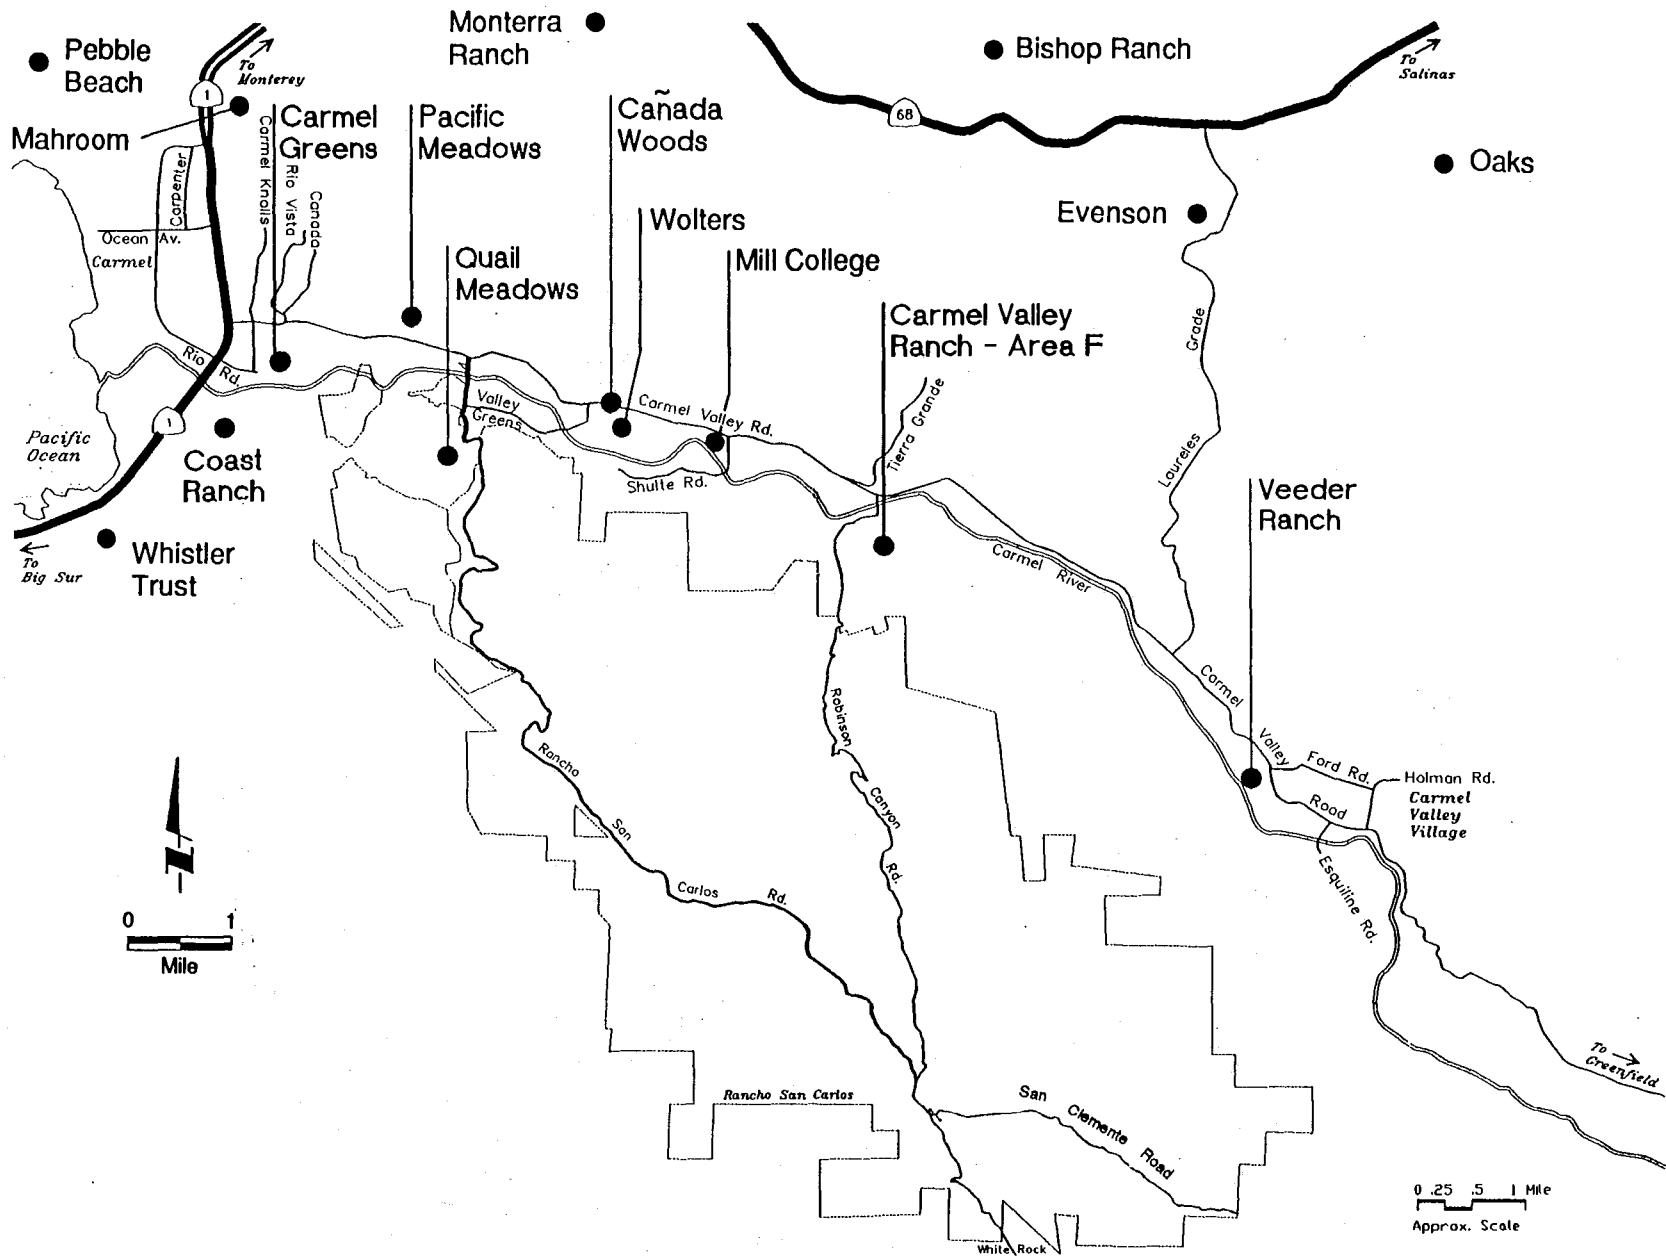 Monterra
Ranch
Pebble
Beach
Bishop Ranch
To
Monterey
To
Salinas
1
68
Mahroom
Carmel
Greens
Pacific
Meadows
Cañada
Woods
Oaks
Carmel Knolls
Rio Vista
Canada
Carpenter
Evenson
Wolters
Ocean Av.
Carmel
Quail
Meadows
Mill College
Carmel Valley
Ranch - Area F
Grade
Laureles
Rio Rd.
Valley
Greens
Carmel Valley Rd.
Tierra Grande
1
Pacific
Ocean
Coast
Ranch
Shulte Rd.
Veeder
Ranch
Whistler
Trust
To
Big Sur
Carmel River
Carmel
Valley
Road
Robinson
Canyon
Rd.
Rancho
San
Carlos
Rd.
Ford Rd.
Holman Rd.
Carmel
Valley
Village
Esquiline Rd.
0 1
Mile
To
Greenfield
Rancho San Carlos
San Clemente Road
0 .25 .5 1 Mile
Approx. Scale
White Rock